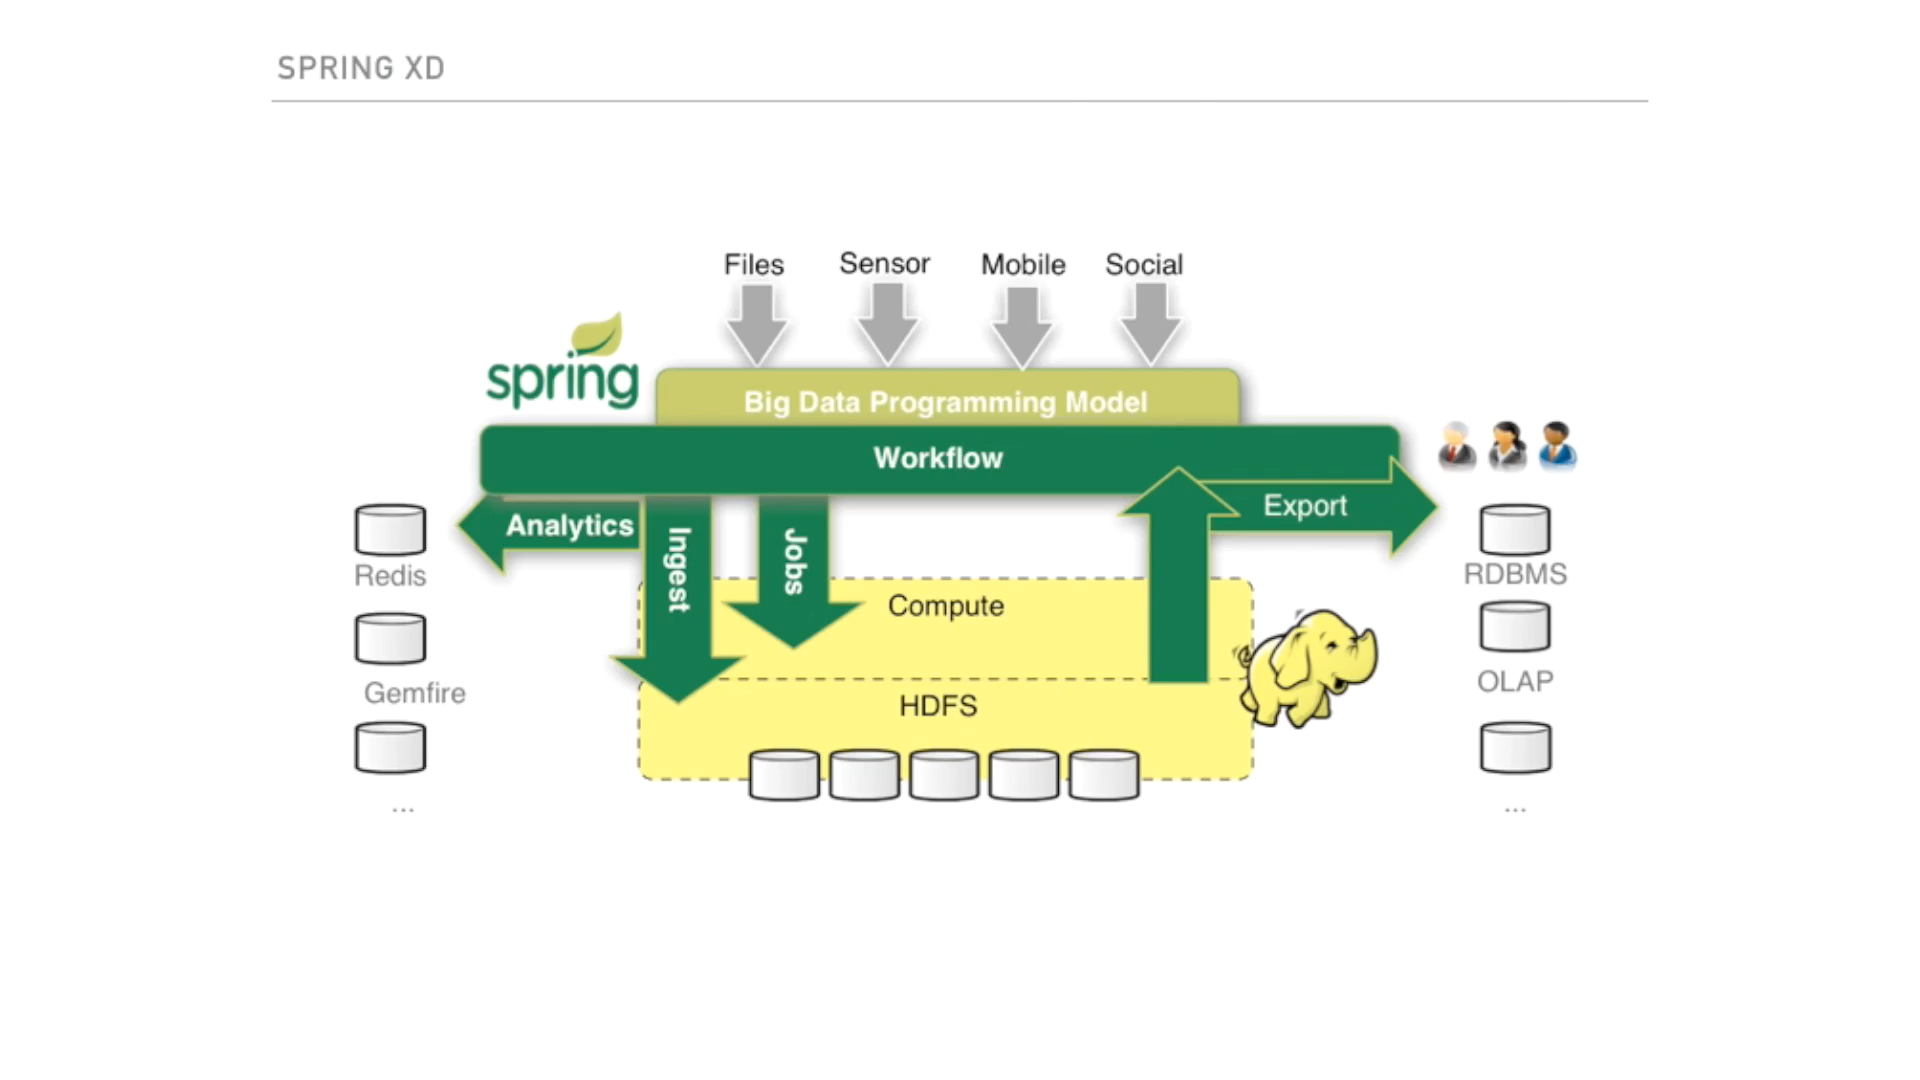 SPRING XD
Files Sensor Mobile Social
spring
Big Data Programming Model
Workflow
Analytics
Ingest
Jobs
Export
Compute
HDFS
Redis
Gemfire
...
RDBMS
OLAP
...